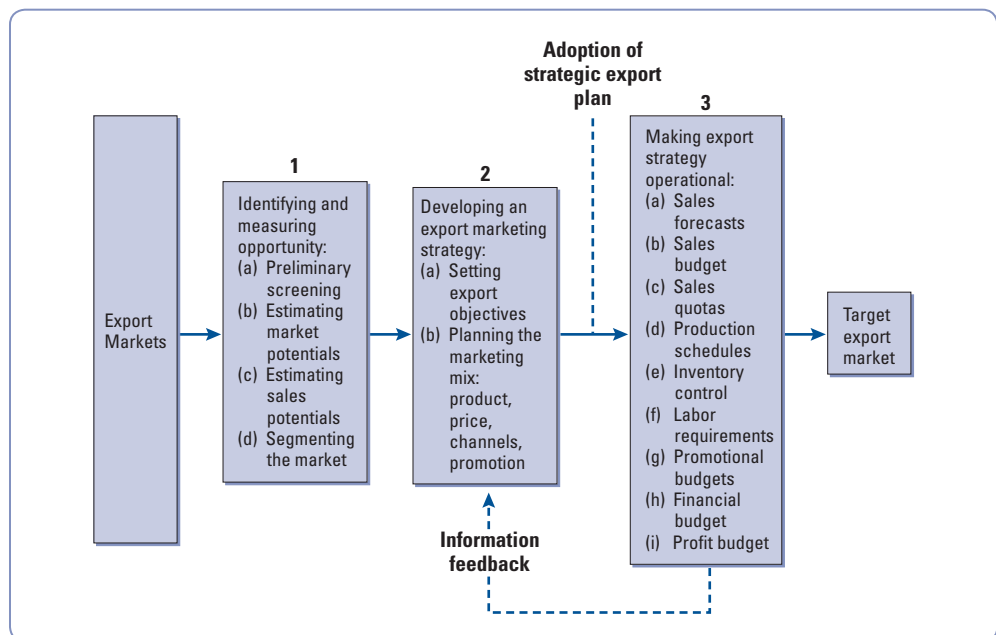 Adoption of
strategic export
plan
Export
Markets
1
Identifying and
measuring
opportunity:
(a) Preliminary
screening
(b) Estimating
market
potentials
(c) Estimating
sales
potentials
(d) Segmenting
the market
2
Developing an
export marketing
strategy:
(a) Setting
export
objectives
(b) Planning the
marketing
mix:
product,
price,
channels,
promotion
3
Making export
strategy
operational:
(a) Sales
forecasts
(b) Sales
budget
(c) Sales
quotas
(d) Production
schedules
(e) Inventory
control
(f) Labor
requirements
(g) Promotional
budgets
(h) Financial
budget
(i) Profit budget
Target
export
market
Information
feedback